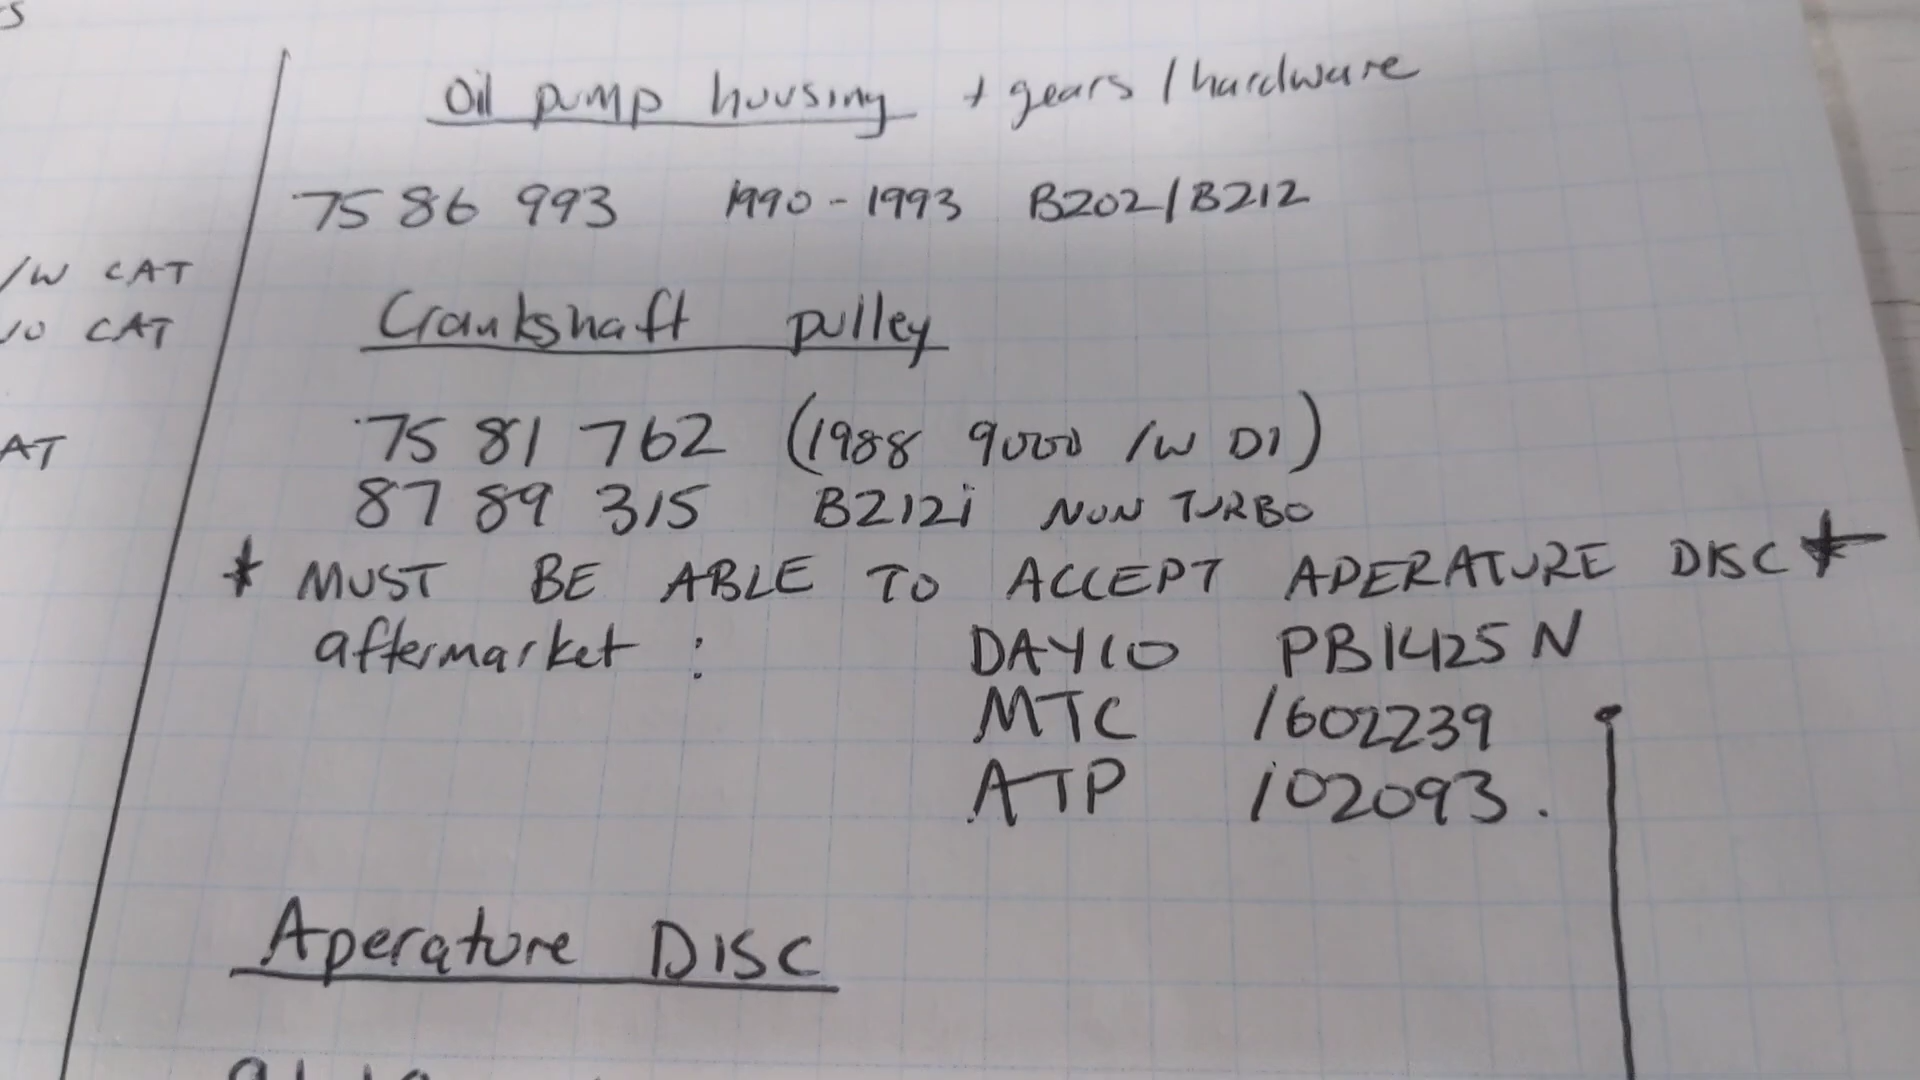 Oil pump housing + gears / hardware
75 86 993 1990 - 1993 B202/B212
/W CAT
/O CAT
Crankshaft pulley
75 81 762 (1988 9000 /W DI)
AT
87 89 315 B212i NON TURBO
* MUST BE ABLE TO ACCEPT APERATURE DISC *
aftermarket : DAYCO PB1425 N
MTC 1602239
ATP 102093.
Aperature DISC